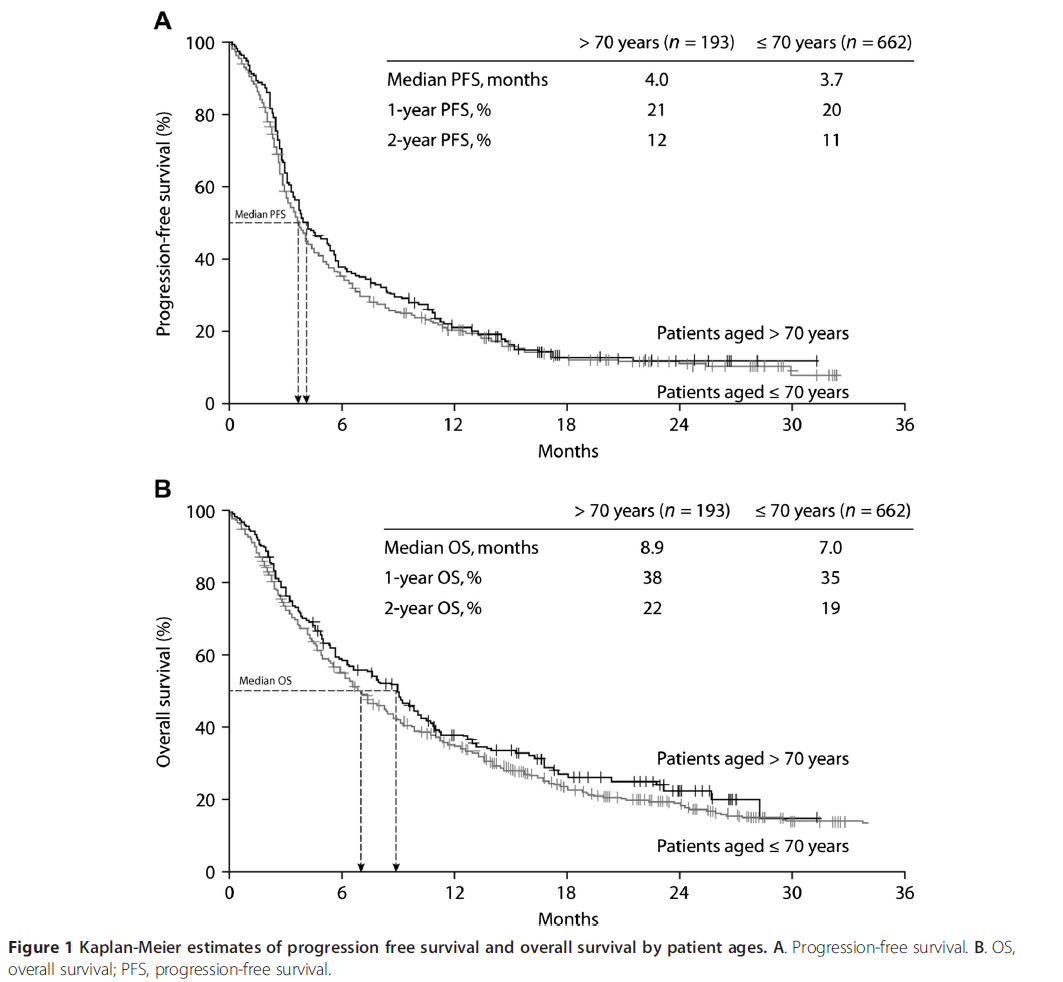 A
> 70 years (n = 193) ≤ 70 years (n = 662)
Median PFS, months 4.0 3.7
1-year PFS, % 21 20
2-year PFS, % 12 11
Progression-free survival (%)
100
80
60
40
20
0
Median PFS
Patients aged > 70 years
Patients aged ≤ 70 years
0 6 12 18 24 30 36
Months
B
> 70 years (n = 193) ≤ 70 years (n = 662)
Median OS, months 8.9 7.0
1-year OS, % 38 35
2-year OS, % 22 19
Overall survival (%)
100
80
60
40
20
0
Median OS
Patients aged > 70 years
Patients aged ≤ 70 years
0 6 12 18 24 30 36
Months
Figure 1 Kaplan-Meier estimates of progression free survival and overall survival by patient ages. A. Progression-free survival. B. OS,
overall survival; PFS, progression-free survival.